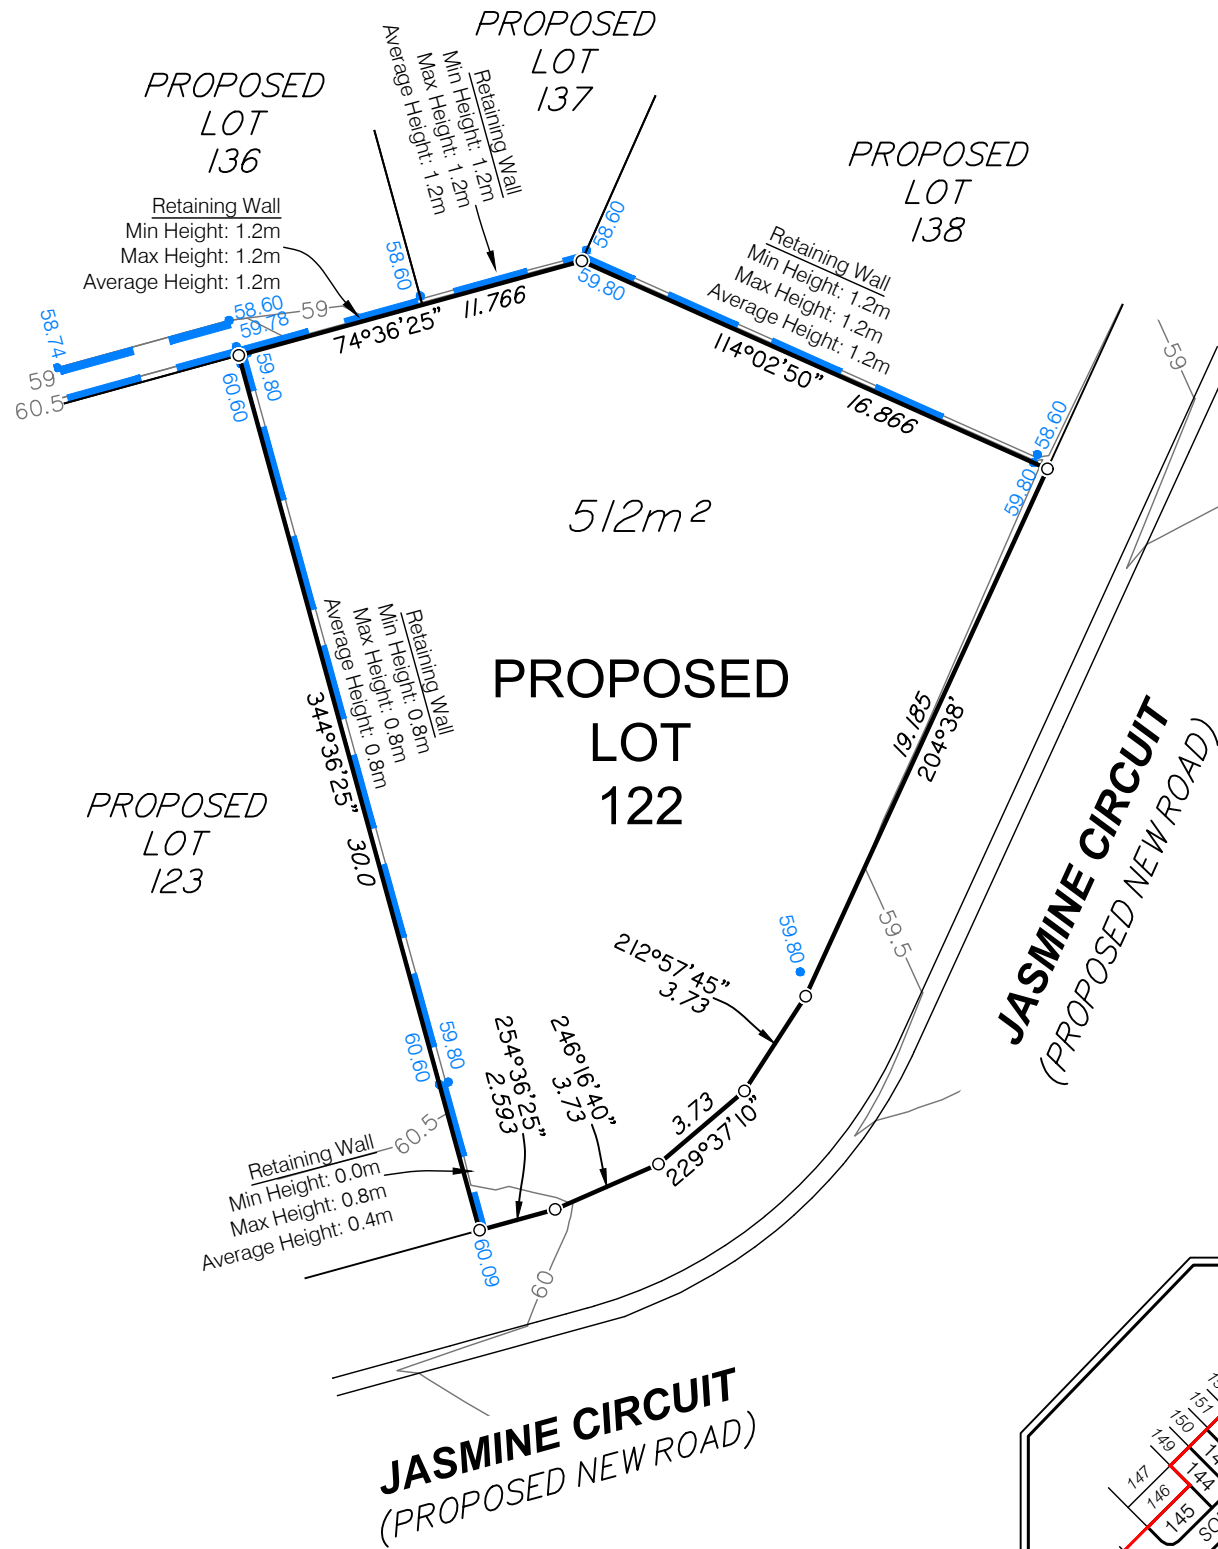 PROPOSED
LOT
137
PROPOSED
LOT
136
Retaining Wall
Min Height: 1.2m
Max Height: 1.2m
Average Height: 1.2m
PROPOSED
LOT
138
Retaining Wall
Min Height: 1.2m
Max Height: 1.2m
Average Height: 1.2m
Retaining Wall
Min Height: 1.2m
Max Height: 1.2m
Average Height: 1.2m
58.60
58.60
58.60
59
59.78
58.74
59
60.5
59.80
60.60
74°36'25"
11.766
59.80
114°02'50"
16.866
58.60
59.80
59
512m²
Retaining Wall
Min Height: 0.8m
Max Height: 0.8m
Average Height: 0.8m
344°36'25"
30.0
PROPOSED
LOT
122
19.185
204°38'
PROPOSED
LOT
123
JASMINE CIRCUIT
(PROPOSED NEW ROAD)
59.5
59.80
212°57'45"
3.73
246°16'40"
3.73
254°36'25"
2.593
3.73
229°37'10"
59.80
60.60
60.5
Retaining Wall
Min Height: 0.0m
Max Height: 0.8m
Average Height: 0.4m
60.09
60
JASMINE CIRCUIT
(PROPOSED NEW ROAD)
151
150
149
147
146
144
145